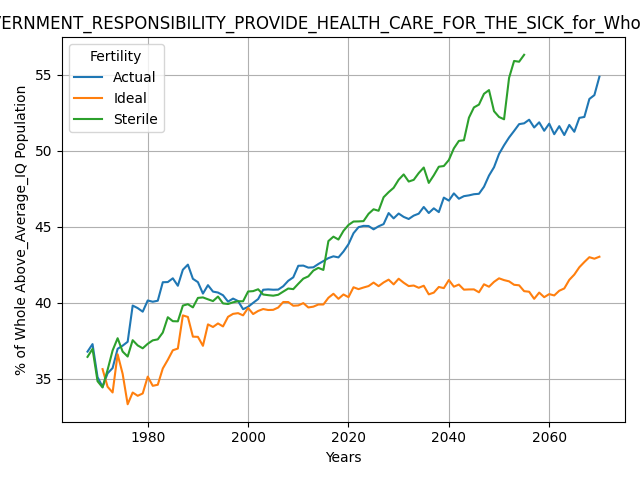 VERNMENT_RESPONSIBILITY_PROVIDE_HEALTH_CARE_FOR_THE_SICK_for_Who
Fertility
Actual
Ideal
Sterile
% of Whole Above_Average_IQ Population
55
50
45
40
35
1980 2000 2020 2040 2060
Years